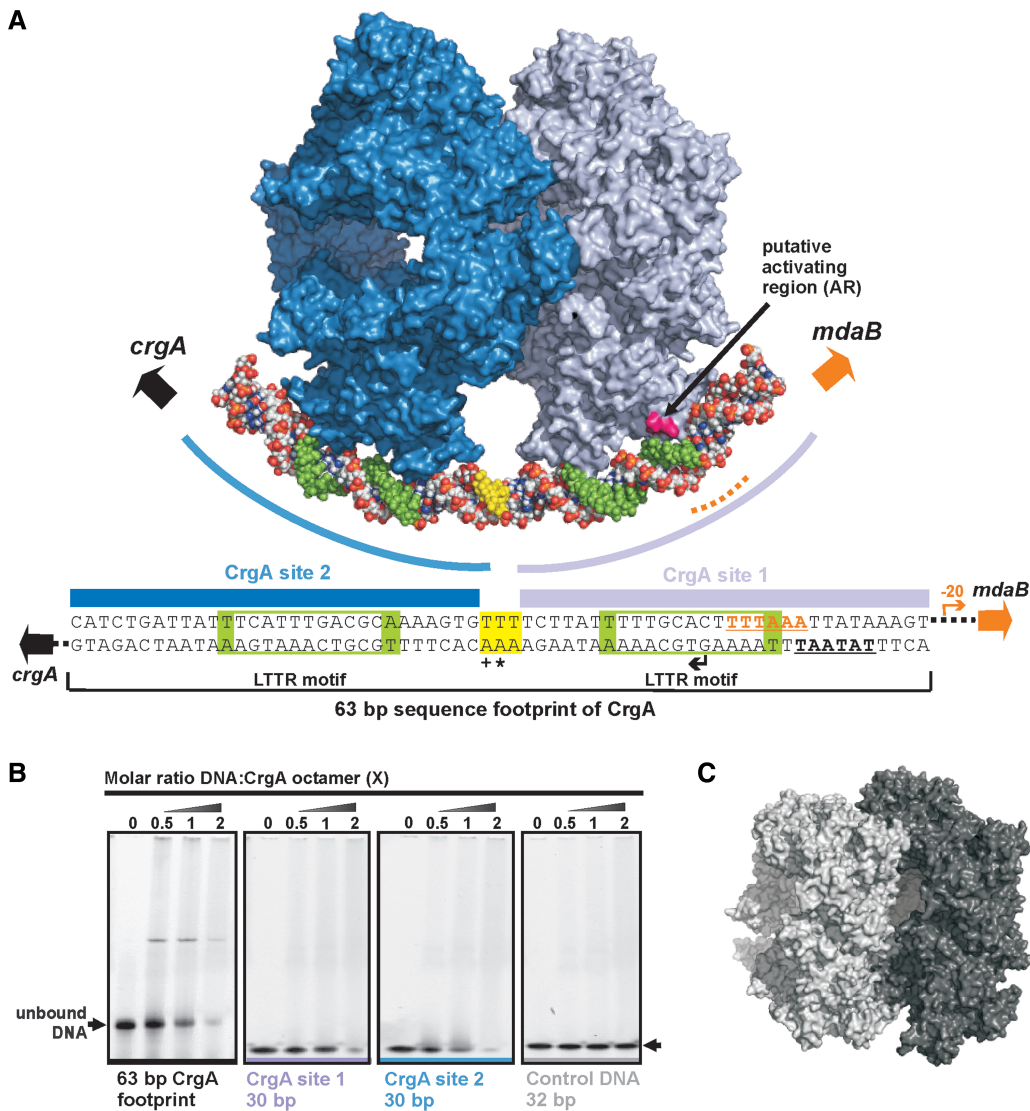 A
putative
activating
region (AR)
crgA
mdaB
CrgA site 2
CrgA site 1
-20
mdaB
CATCTGATTATTTCATTTGACGCAAAAGTGTTTTCTTATTTTTGCACTTTTAAATTATAAAGT
GTAGACTAATAAAGTAAACTGCGTTTTCACAAAAGAATAAAAACGTGAAAATTTAATATTTCA
crgA
+*
LTTR motif
LTTR motif
63 bp sequence footprint of CrgA
B
Molar ratio DNA:CrgA octamer (X)
0 0.5 1 2
0 0.5 1 2
0 0.5 1 2
0 0.5 1 2
unbound
DNA
63 bp CrgA
footprint
CrgA site 1
30 bp
CrgA site 2
30 bp
Control DNA
32 bp
C